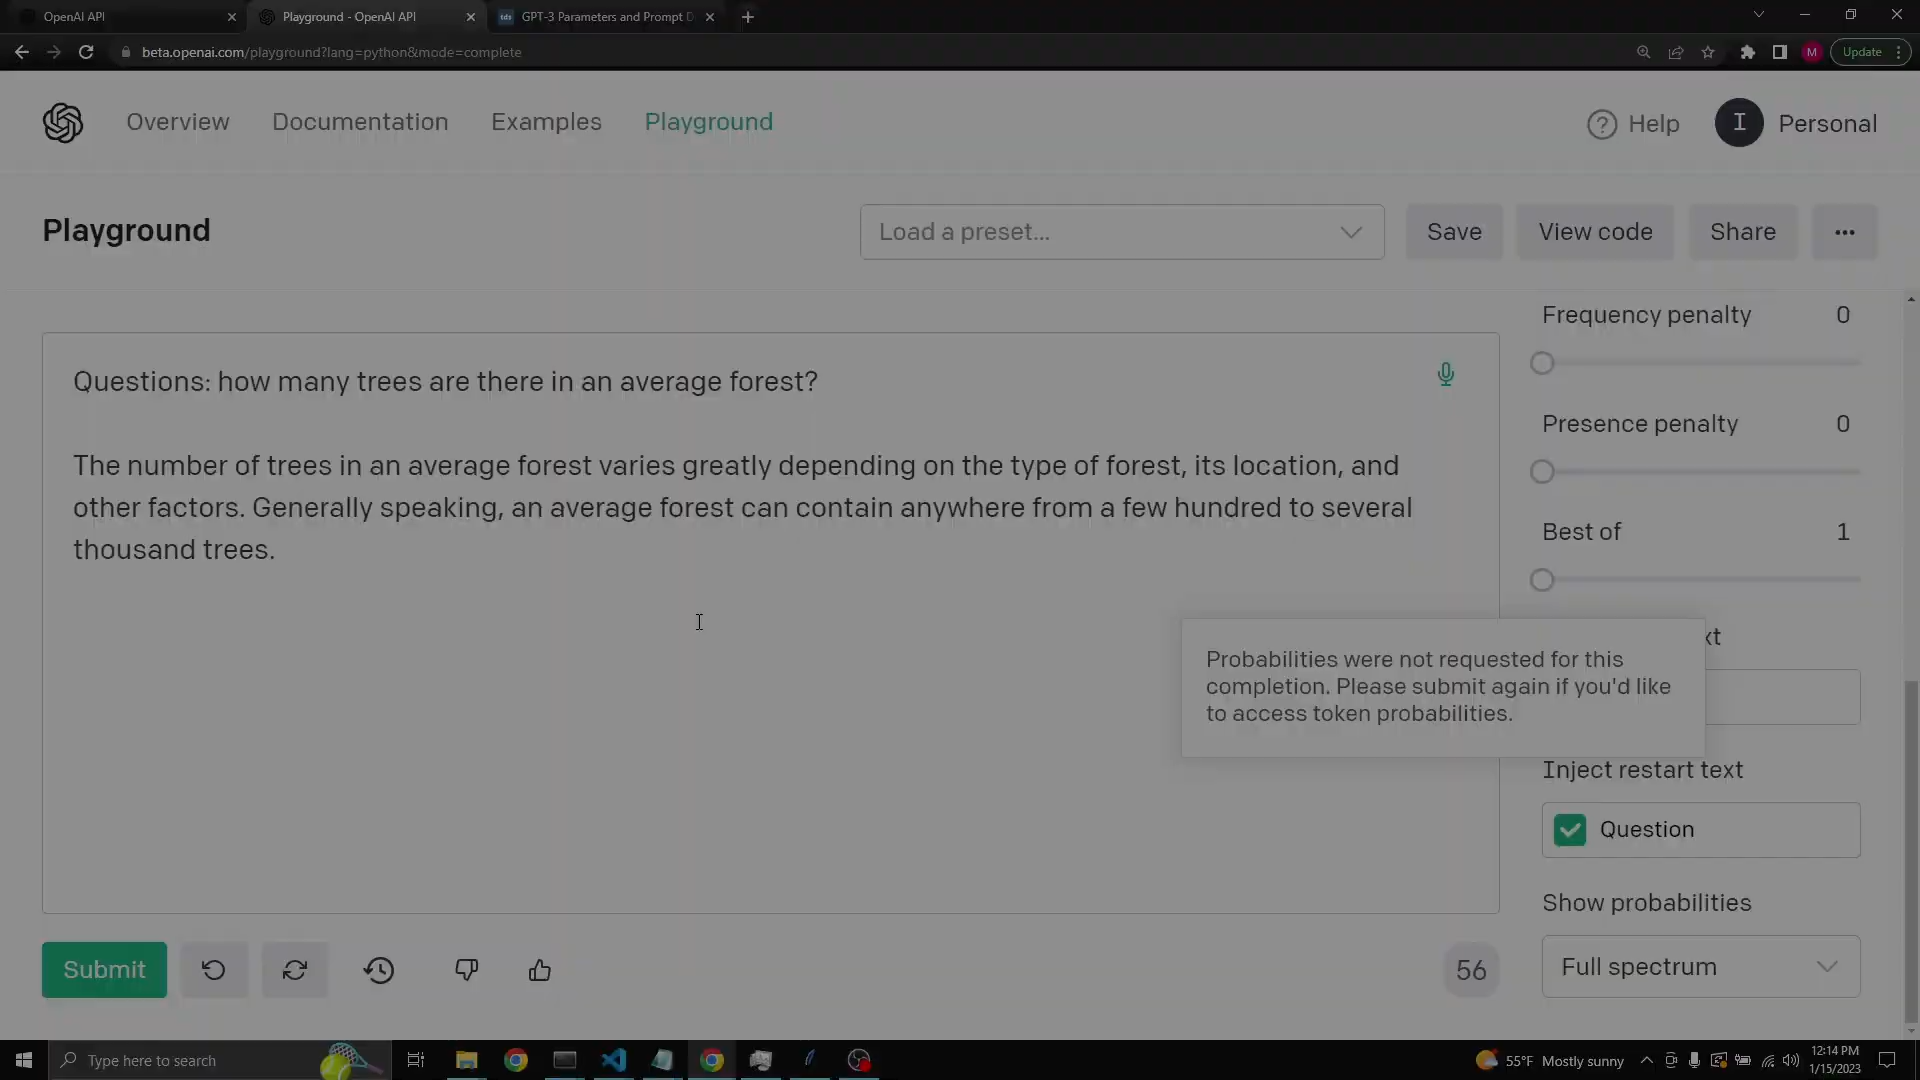 OpenAI API
Playground - OpenAI API
tds
GPT-3 Parameters and Prompt D
beta.openai.com/playground?lang=python&mode=complete
M
Update
Overview
Documentation
Examples
Playground
Help
I
Personal
Playground
Load a preset...
Save
View code
Share
Questions: how many trees are there in an average forest?
The number of trees in an average forest varies greatly depending on the type of forest, its location, and
other factors. Generally speaking, an average forest can contain anywhere from a few hundred to several
thousand trees.
Frequency penalty 0
Presence penalty 0
Best of 1
xt
Probabilities were not requested for this
completion. Please submit again if you'd like
to access token probabilities.
Inject restart text
Question
Show probabilities
Full spectrum
Submit
56
Type here to search
55°F Mostly sunny
12:14 PM
1/15/2023